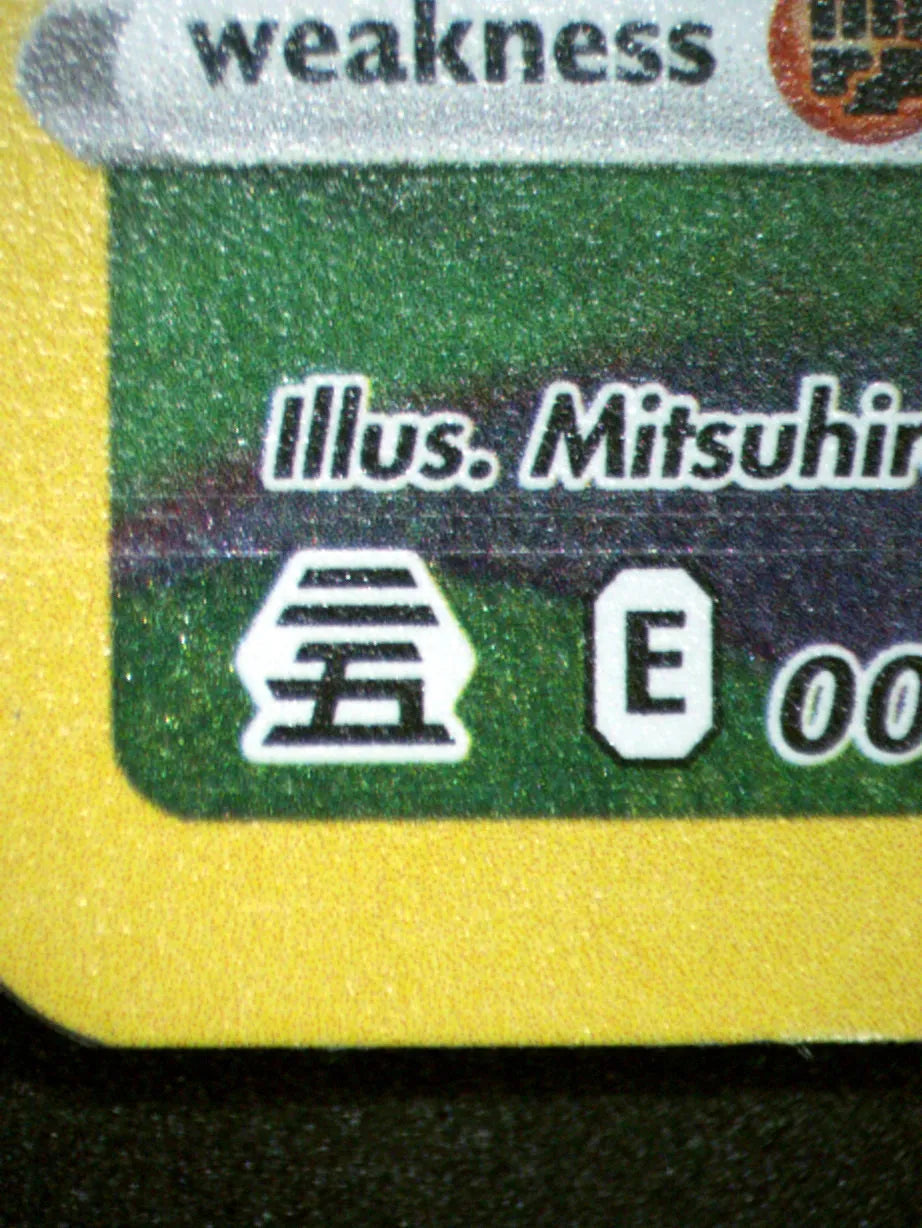 weakness
Illus. Mitsuhir
E 00